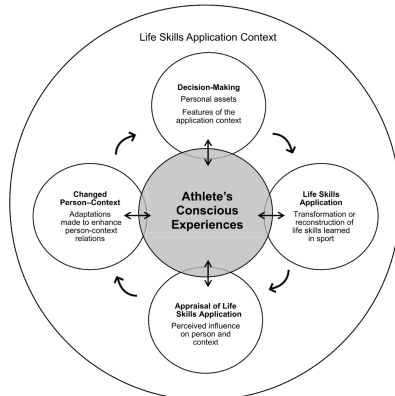 Life Skills Application Context
Decision-Making
Personal assets
Features of the
application context
Changed
Person–Context
Adaptations
made to enhance
person-context
relations
Athlete's
Conscious
Experiences
Life Skills
Application
Transformation or
reconstruction of
life skills learned
in sport
Appraisal of Life
Skills Application
Perceived influence
on person and
context